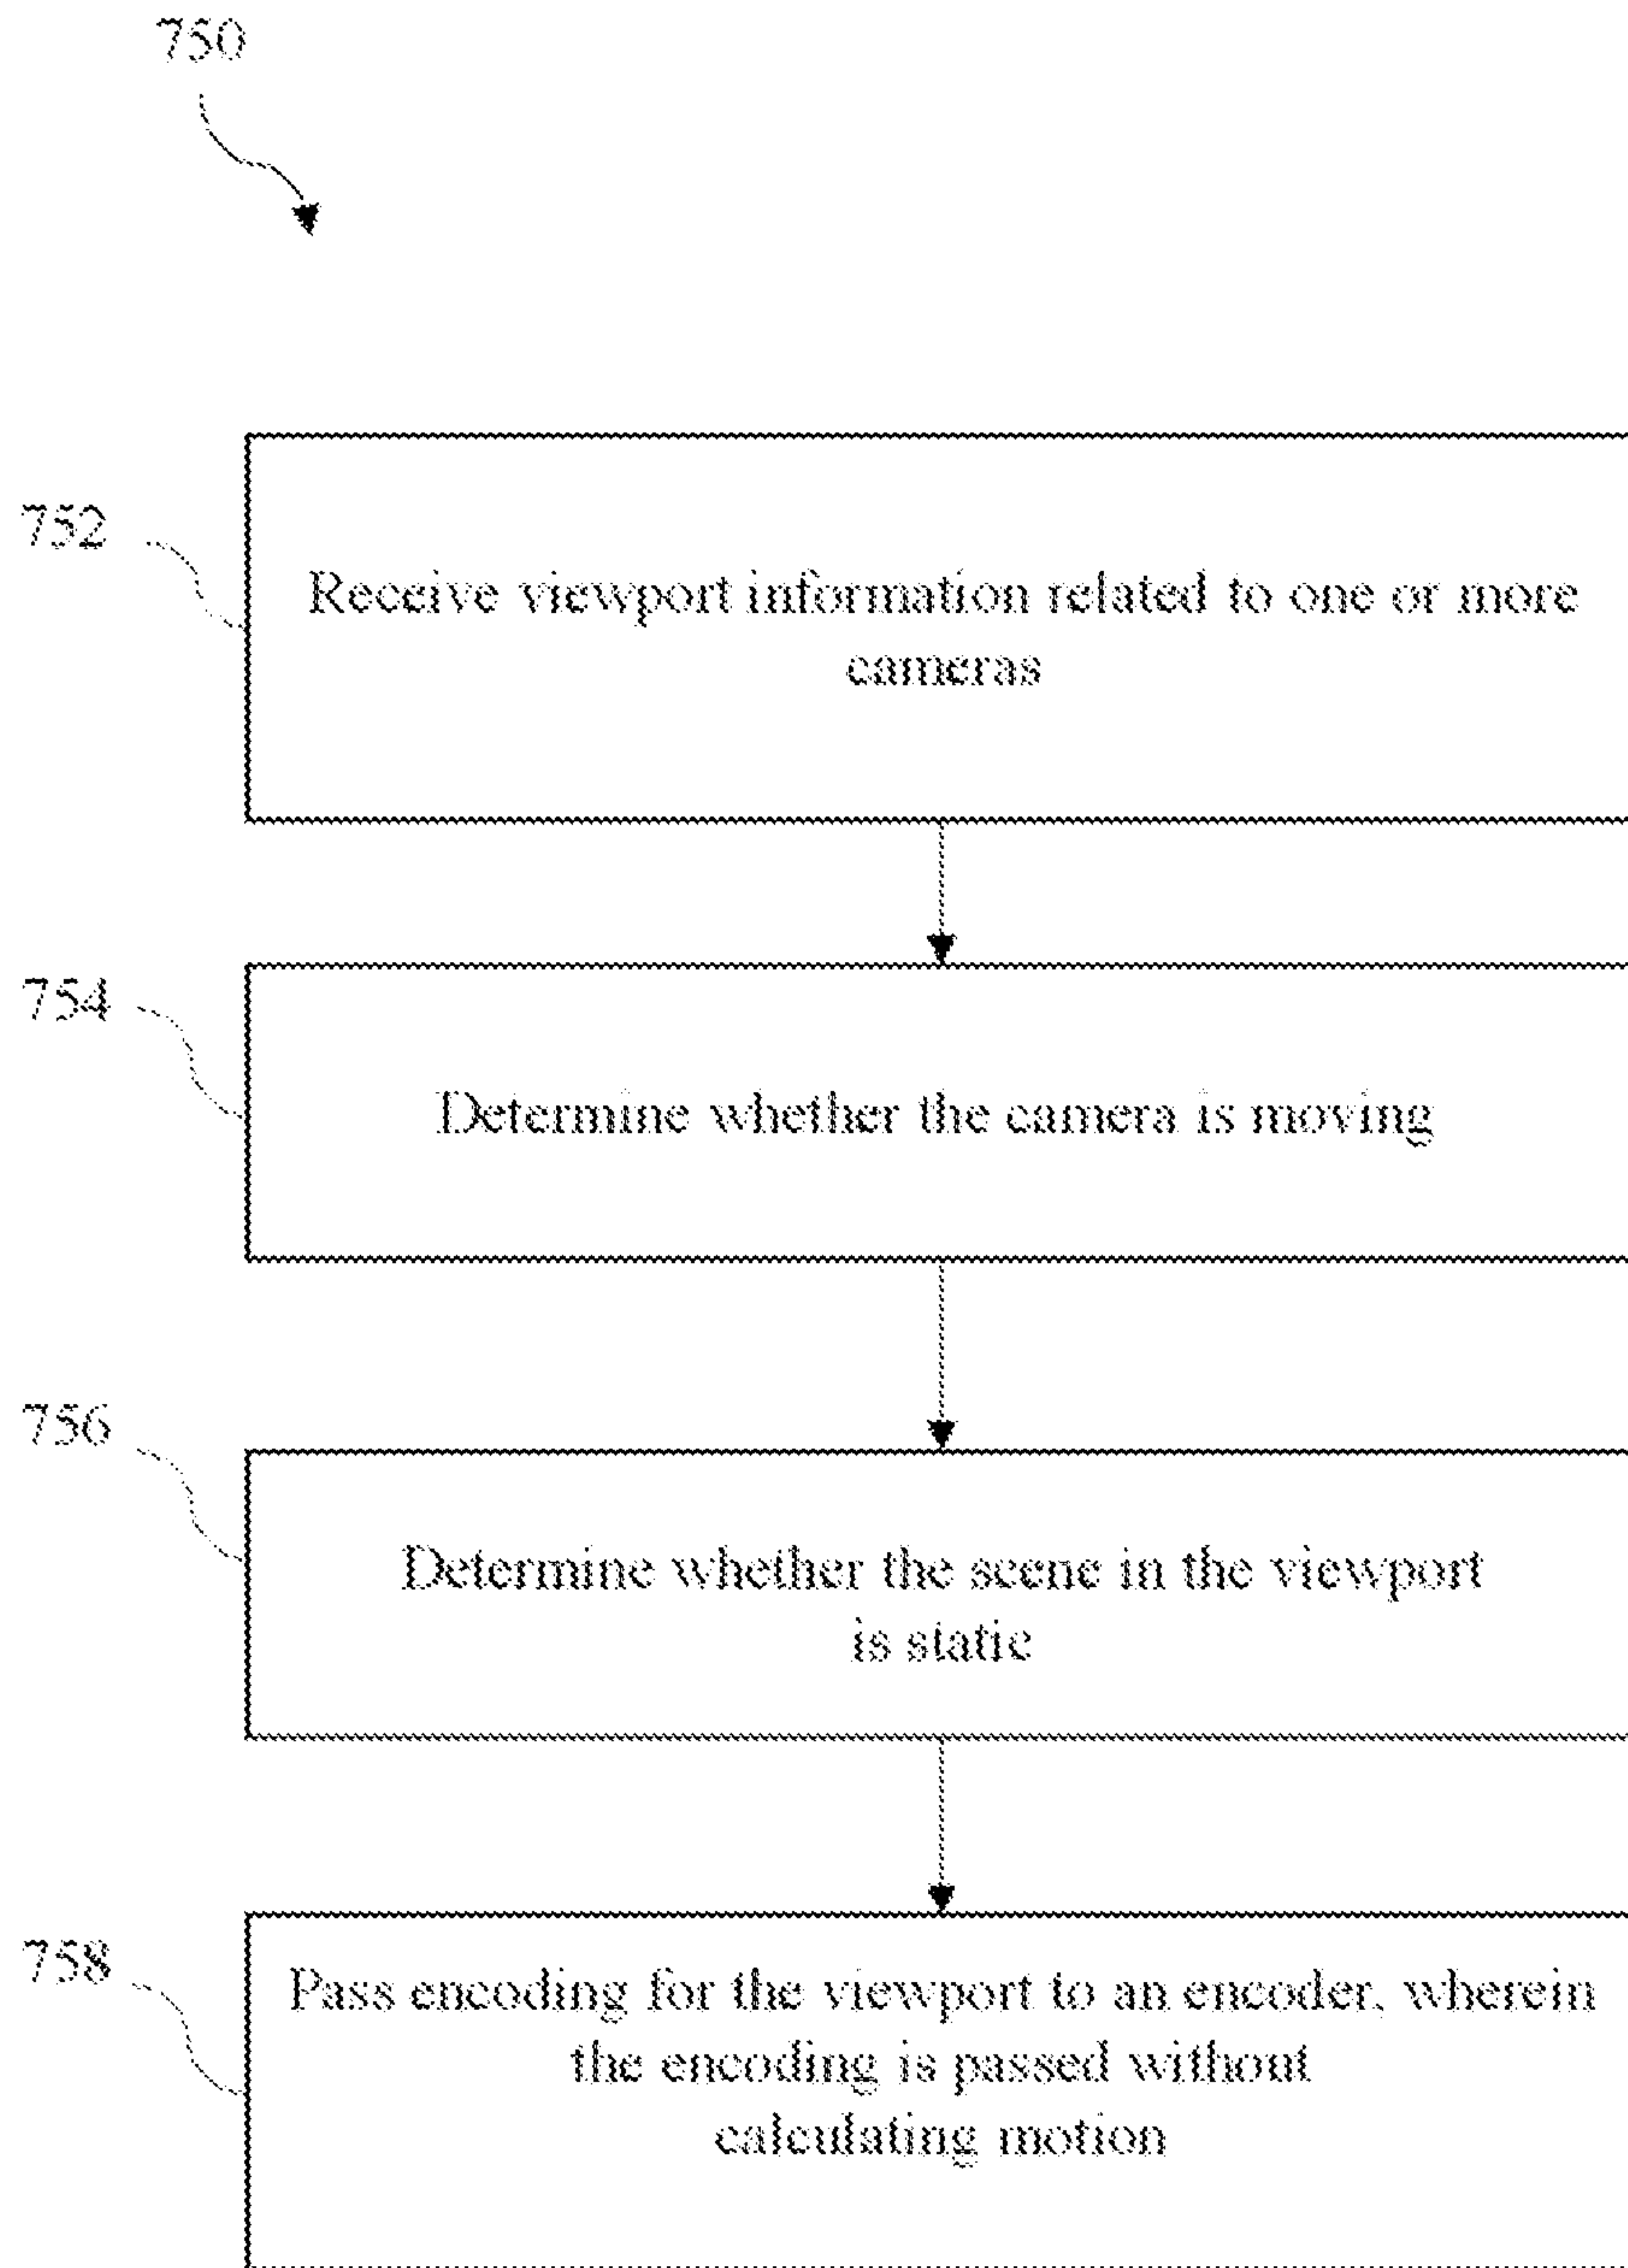 750
752
Receive viewport information related to one or more
cameras
754
Determine whether the camera is moving
756
Determine whether the scene in the viewport
is static
758
Pass encoding for the viewport to an encoder, wherein
the encoding is passed without
calculating motion